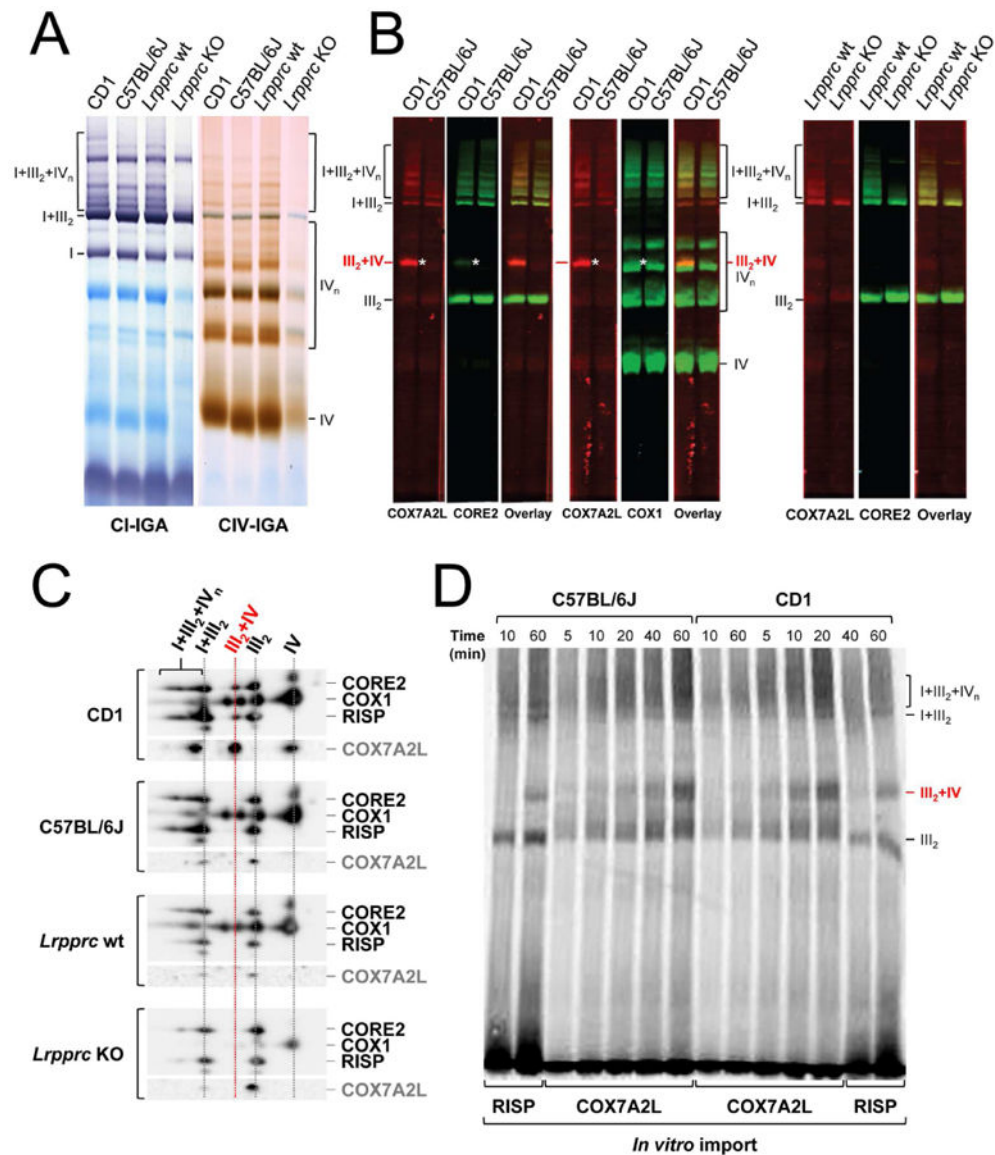 A
CD1
C57BL/6J
Lrpprc wt
Lrpprc KO
CD1
C57BL/6J
Lrpprc wt
Lrpprc KO
I+III2+IVn
I+III2
I
IVn
IV
CI-IGA
CIV-IGA
B
CD1
C57BL/6J
CD1
C57BL/6J
CD1
C57BL/6J
CD1
C57BL/6J
CD1
C57BL/6J
CD1
C57BL/6J
Lrpprc wt
Lrpprc KO
Lrpprc wt
Lrpprc KO
Lrpprc wt
Lrpprc KO
I+III2+IVn
I+III2
III2+IV
III2
*
*
I+III2+IVn
I+III2
*
*
III2+IV
IVn
IV
I+III2+IVn
I+III2
III2
COX7A2L
CORE2
Overlay
COX7A2L
COX1
Overlay
COX7A2L
CORE2
Overlay
C
I+III2+IVn
I+III2
III2+IV
III2
IV
CD1
CORE2
COX1
RISP
COX7A2L
C57BL/6J
CORE2
COX1
RISP
COX7A2L
Lrpprc wt
CORE2
COX1
RISP
COX7A2L
Lrpprc KO
CORE2
COX1
RISP
COX7A2L
D
C57BL/6J
CD1
Time (min)
10 60 5 10 20 40 60 10 60 5 10 20 40 60
I+III2+IVn
I+III2
III2+IV
III2
RISP
COX7A2L
COX7A2L
RISP
In vitro import